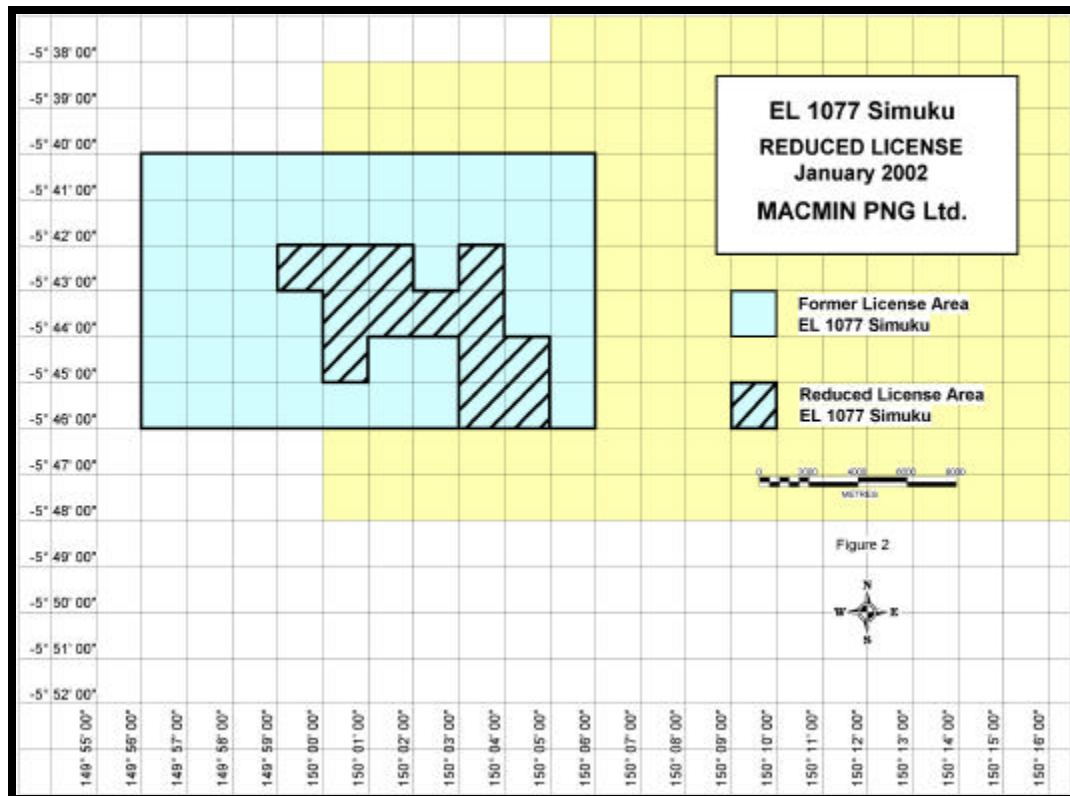 -5° 38' 00"
-5° 39' 00"
-5° 40' 00"
-5° 41' 00"
-5° 42' 00"
-5° 43' 00"
-5° 44' 00"
-5° 45' 00"
-5° 46' 00"
-5° 47' 00"
-5° 48' 00"
-5° 49' 00"
-5° 50' 00"
-5° 51' 00"
-5° 52' 00"
EL 1077 Simuku
REDUCED LICENSE
January 2002
MACMIN PNG Ltd.
Former License Area
EL 1077 Simuku
Reduced License Area
EL 1077 Simuku
0 2000 4000 6000 8000
METRES
Figure 2
N
W E
S
149° 55' 00"
149° 56' 00"
149° 57' 00"
149° 58' 00"
149° 59' 00"
150° 00' 00"
150° 01' 00"
150° 02' 00"
150° 03' 00"
150° 04' 00"
150° 05' 00"
150° 06' 00"
150° 07' 00"
150° 08' 00"
150° 09' 00"
150° 10' 00"
150° 11' 00"
150° 12' 00"
150° 13' 00"
150° 14' 00"
150° 15' 00"
150° 16' 00"